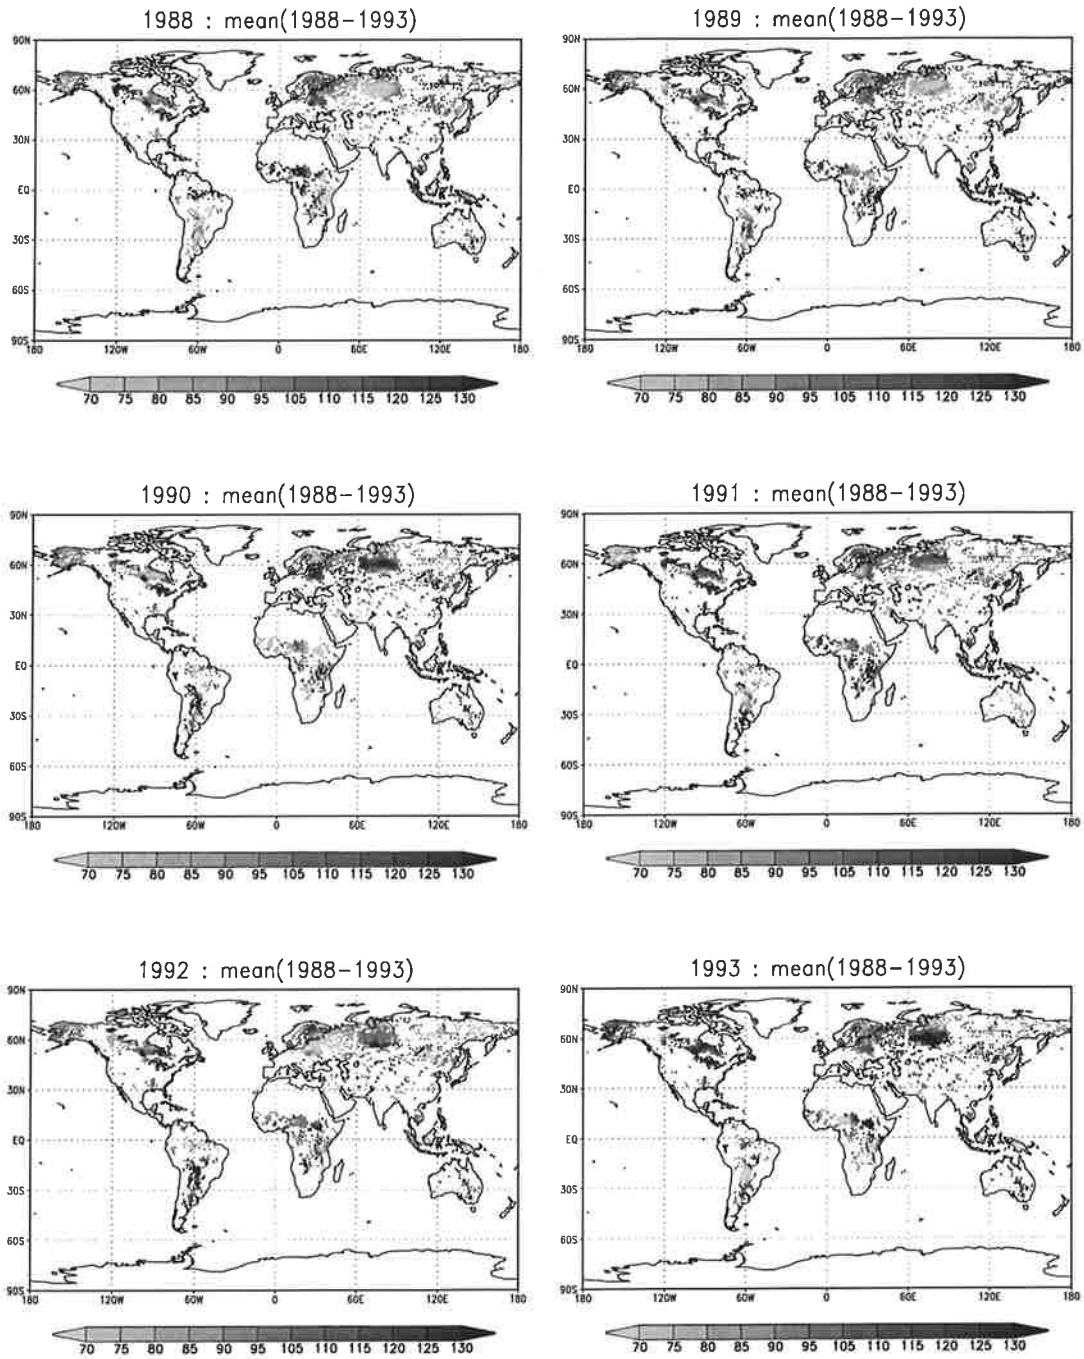 1988 : mean(1988−1993)
90N
60N
30N
EQ
30S
60S
90S
180 120W 60W 0 60E 120E 180
70 75 80 85 90 95 105 110 115 120 125 130
1989 : mean(1988−1993)
90N
60N
30N
EQ
30S
60S
90S
180 120W 60W 0 60E 120E 180
70 75 80 85 90 95 105 110 115 120 125 130
1990 : mean(1988−1993)
90N
60N
30N
EQ
30S
60S
90S
180 120W 60W 0 60E 120E 180
70 75 80 85 90 95 105 110 115 120 125 130
1991 : mean(1988−1993)
90N
60N
30N
EQ
30S
60S
90S
180 120W 60W 0 60E 120E 180
70 75 80 85 90 95 105 110 115 120 125 130
1992 : mean(1988−1993)
90N
60N
30N
EQ
30S
60S
90S
180 120W 60W 0 60E 120E 180
70 75 80 85 90 95 105 110 115 120 125 130
1993 : mean(1988−1993)
90N
60N
30N
EQ
30S
60S
90S
180 120W 60W 0 60E 120E 180
70 75 80 85 90 95 105 110 115 120 125 130